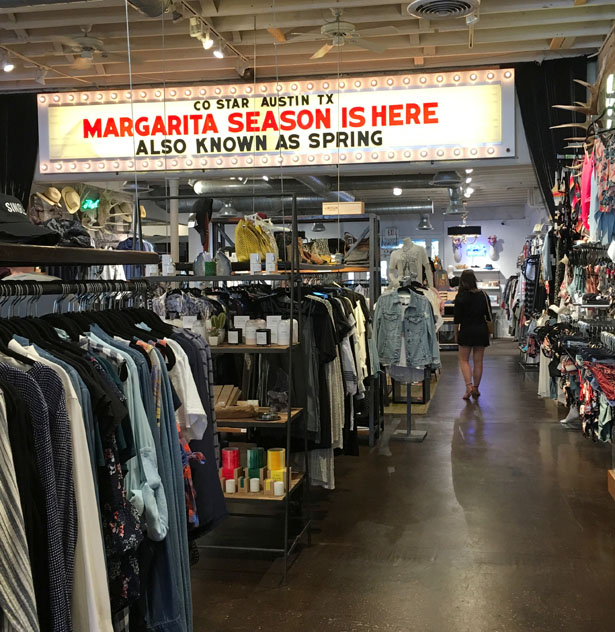 CO STAR AUSTIN TX
MARGARITA SEASON IS HERE
ALSO KNOWN AS SPRING